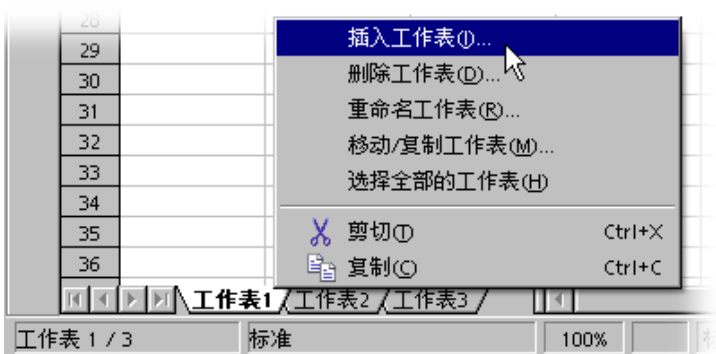 28
29
30
31
32
33
34
35
36
插入工作表(I)...
删除工作表(D)...
重命名工作表(R)...
移动/复制工作表(M)...
选择全部的工作表(H)
剪切(T) Ctrl+X
复制(C) Ctrl+C
工作表1 工作表2 工作表3
工作表 1 / 3 标准 100%